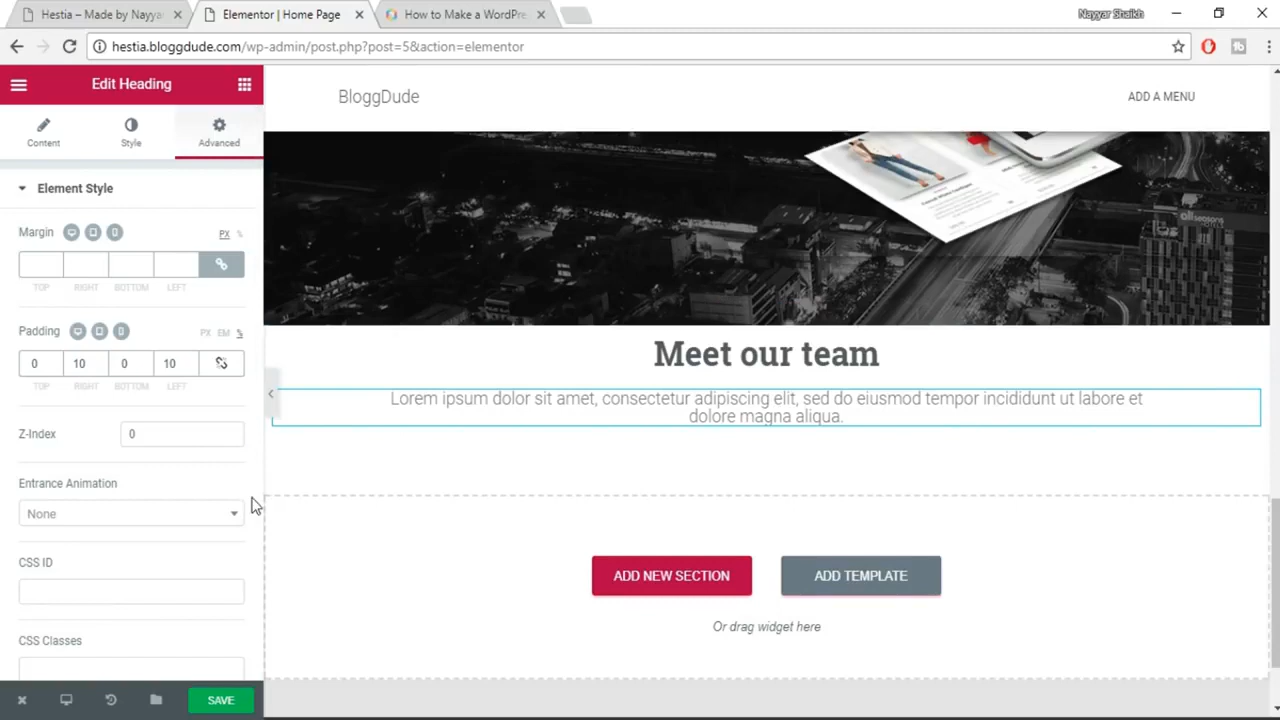 Hestia – Made by Nayya
Elementor | Home Page
How to Make a WordPre
Nayyar Shaikh
hestia.bloggdude.com/wp-admin/post.php?post=5&action=elementor
Edit Heading
Content
Style
Advanced
Element Style
Margin
PX %
TOP RIGHT BOTTOM LEFT
Padding
PX EM %
0 10 0 10
TOP RIGHT BOTTOM LEFT
Z-Index
0
Entrance Animation
None
CSS ID
CSS Classes
SAVE
BloggDude
ADD A MENU
allseasons
Meet our team
Lorem ipsum dolor sit amet, consectetur adipiscing elit, sed do eiusmod tempor incididunt ut labore et
dolore magna aliqua.
ADD NEW SECTION
ADD TEMPLATE
Or drag widget here